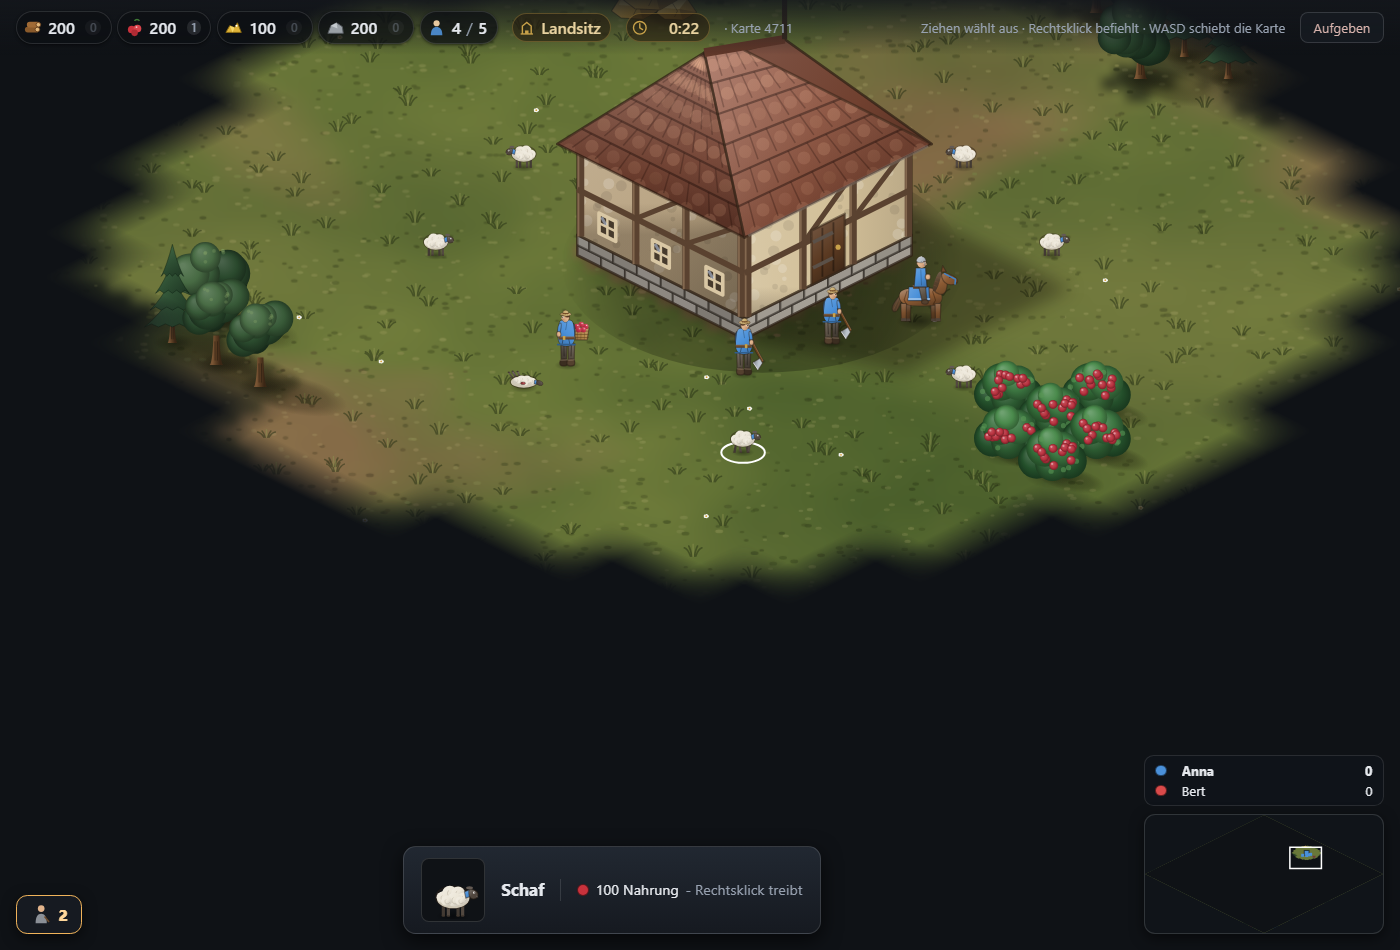 200 0 200 1 100 0 200 0 4 / 5 Landsitz 0:22 · Karte 4711 Ziehen wählt aus · Rechtsklick befiehlt · WASD schiebt die Karte Aufgeben
Anna 0
Bert 0
Schaf 100 Nahrung - Rechtsklick treibt
2